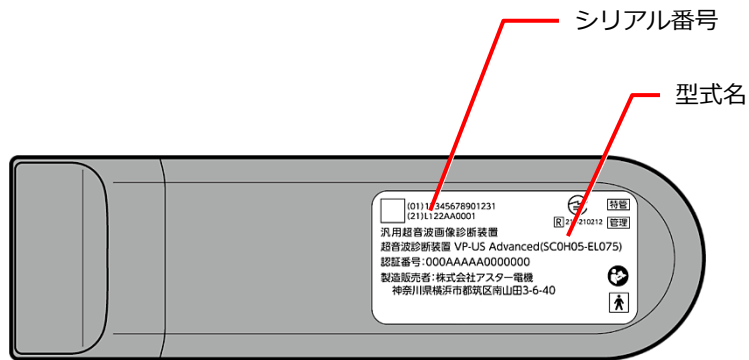 シリアル番号
型式名
(01)12345678901231
(21)L122AA0001
特管
R 210212 管理
汎用超音波画像診断装置
超音波診断装置 VP-US Advanced(SC0H05-EL075)
認証番号:000AAAAA0000000
製造販売者:株式会社アスター電機
神奈川県横浜市都筑区南山田3-6-40